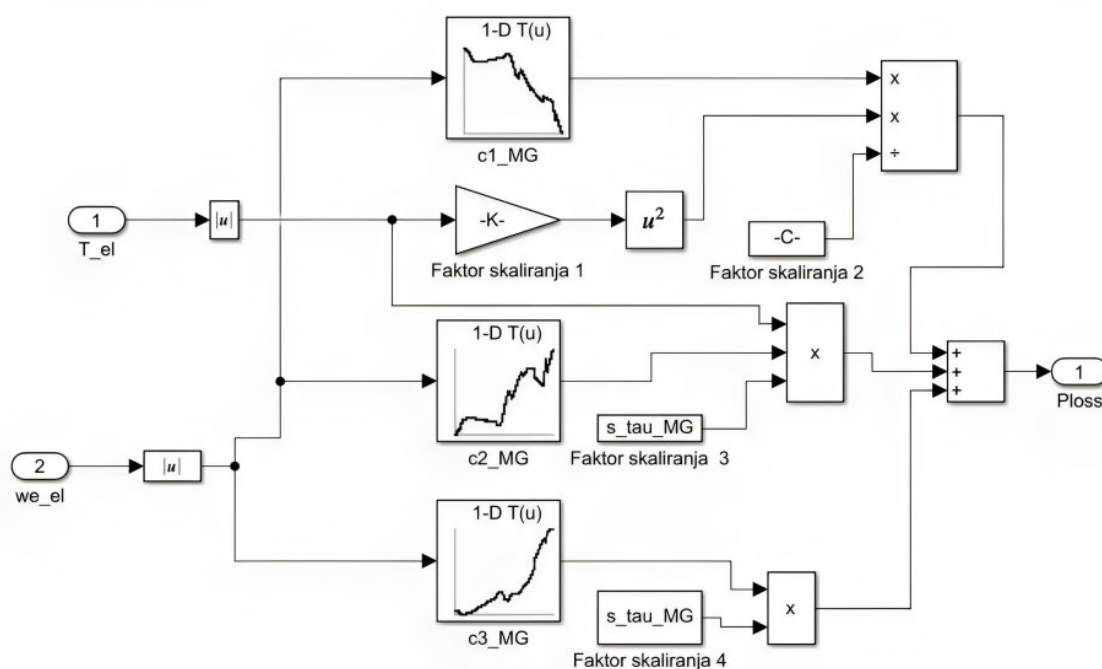 1-D T(u)
c1_MG
x
x
÷
1
T_el
|u|
-K-
Faktor skaliranja 1
u²
-C-
Faktor skaliranja 2
1-D T(u)
c2_MG
x
s_tau_MG
Faktor skaliranja  3
+
+
+
1
Ploss
2
we_el
|u|
1-D T(u)
c3_MG
s_tau_MG
Faktor skaliranja 4
x